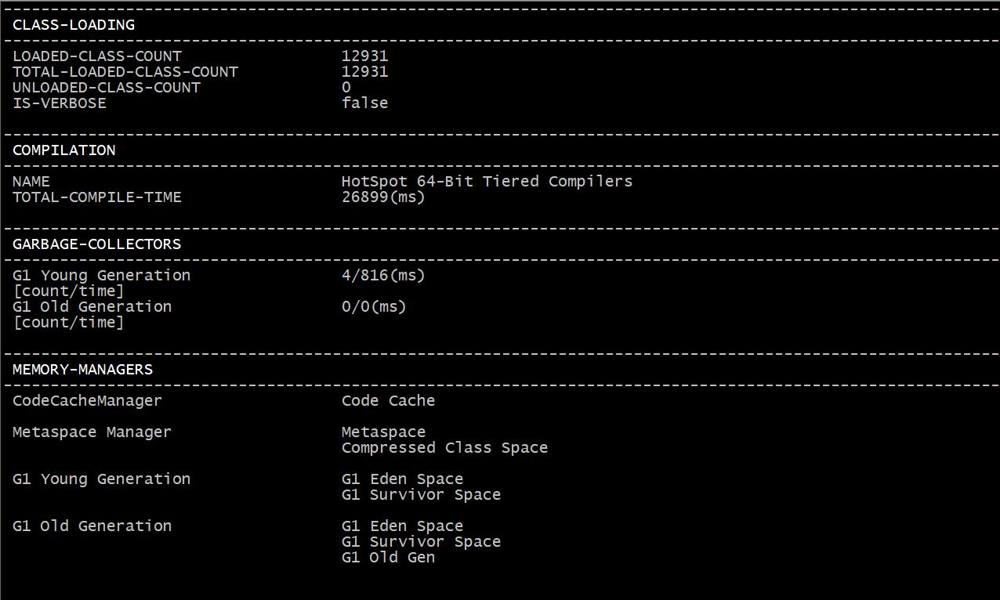 --------------------------------------------------------------------------------------------------------------
CLASS-LOADING
--------------------------------------------------------------------------------------------------------------
LOADED-CLASS-COUNT                 12931
TOTAL-LOADED-CLASS-COUNT           12931
UNLOADED-CLASS-COUNT               0
IS-VERBOSE                         false
--------------------------------------------------------------------------------------------------------------
COMPILATION
--------------------------------------------------------------------------------------------------------------
NAME                               HotSpot 64-Bit Tiered Compilers
TOTAL-COMPILE-TIME                 26899(ms)
--------------------------------------------------------------------------------------------------------------
GARBAGE-COLLECTORS
--------------------------------------------------------------------------------------------------------------
G1 Young Generation                4/816(ms)
[count/time]
G1 Old Generation                  0/0(ms)
[count/time]
--------------------------------------------------------------------------------------------------------------
MEMORY-MANAGERS
--------------------------------------------------------------------------------------------------------------
CodeCacheManager                   Code Cache
Metaspace Manager                  Metaspace
                                   Compressed Class Space
G1 Young Generation                G1 Eden Space
                                   G1 Survivor Space
G1 Old Generation                  G1 Eden Space
                                   G1 Survivor Space
                                   G1 Old Gen